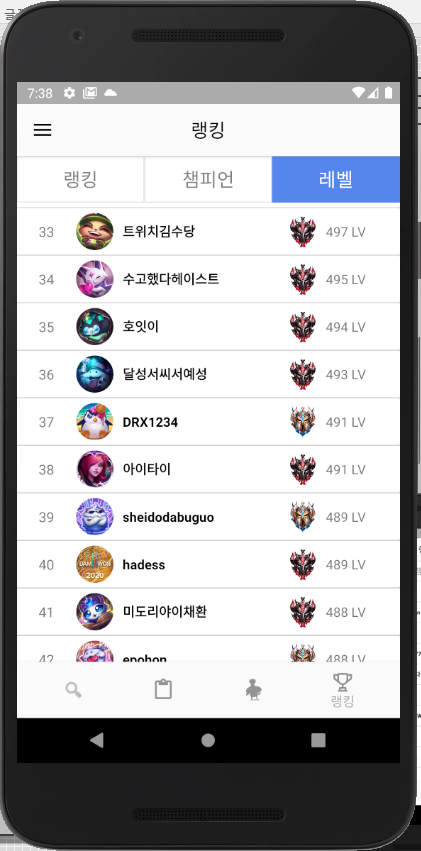 7:38
랭킹
랭킹 챔피언 레벨
33 트위치김수당 497 LV
34 수고했다헤이스트 495 LV
35 호잇이 494 LV
36 달성서씨서예성 493 LV
37 DRX1234 491 LV
38 아이타이 491 LV
39 sheidodabuguo 489 LV
40 DAMWON 2020 hadess 489 LV
41 미도리야이채환 488 LV
42 epohon 488 LV
랭킹